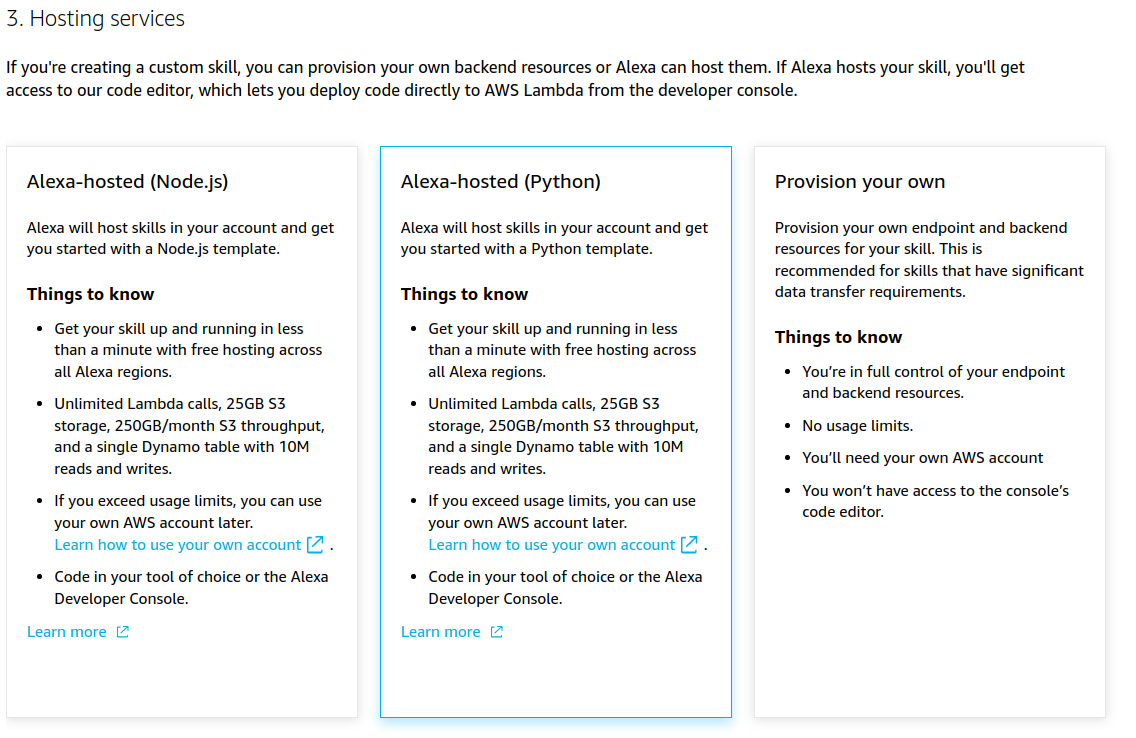 3. Hosting services
If you're creating a custom skill, you can provision your own backend resources or Alexa can host them. If Alexa hosts your skill, you'll get
access to our code editor, which lets you deploy code directly to AWS Lambda from the developer console.
Alexa-hosted (Node.js)
Alexa will host skills in your account and get
you started with a Node.js template.
Things to know
• Get your skill up and running in less
than a minute with free hosting across
all Alexa regions.
• Unlimited Lambda calls, 25GB S3
storage, 250GB/month S3 throughput,
and a single Dynamo table with 10M
reads and writes.
• If you exceed usage limits, you can use
your own AWS account later.
Learn how to use your own account .
• Code in your tool of choice or the Alexa
Developer Console.
Learn more
Alexa-hosted (Python)
Alexa will host skills in your account and get
you started with a Python template.
Things to know
• Get your skill up and running in less
than a minute with free hosting across
all Alexa regions.
• Unlimited Lambda calls, 25GB S3
storage, 250GB/month S3 throughput,
and a single Dynamo table with 10M
reads and writes.
• If you exceed usage limits, you can use
your own AWS account later.
Learn how to use your own account .
• Code in your tool of choice or the Alexa
Developer Console.
Learn more
Provision your own
Provision your own endpoint and backend
resources for your skill. This is
recommended for skills that have significant
data transfer requirements.
Things to know
• You’re in full control of your endpoint
and backend resources.
• No usage limits.
• You’ll need your own AWS account
• You won’t have access to the console’s
code editor.